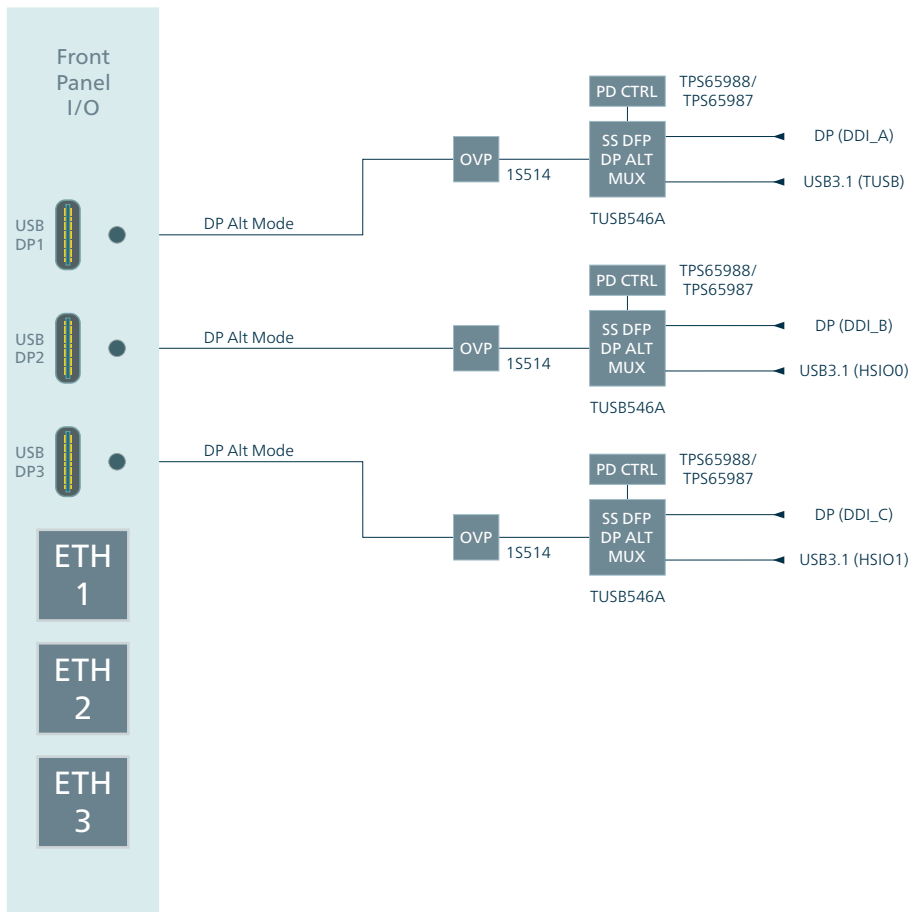 Front
Panel
I/O
USB
DP1
DP Alt Mode
OVP
1S514
PD CTRL
TPS65988/
TPS65987
SS DFP
DP ALT
MUX
TUSB546A
DP (DDI_A)
USB3.1 (TUSB)
USB
DP2
DP Alt Mode
OVP
1S514
PD CTRL
TPS65988/
TPS65987
SS DFP
DP ALT
MUX
TUSB546A
DP (DDI_B)
USB3.1 (HSIO0)
USB
DP3
DP Alt Mode
OVP
1S514
PD CTRL
TPS65988/
TPS65987
SS DFP
DP ALT
MUX
TUSB546A
DP (DDI_C)
USB3.1 (HSIO1)
ETH
1
ETH
2
ETH
3